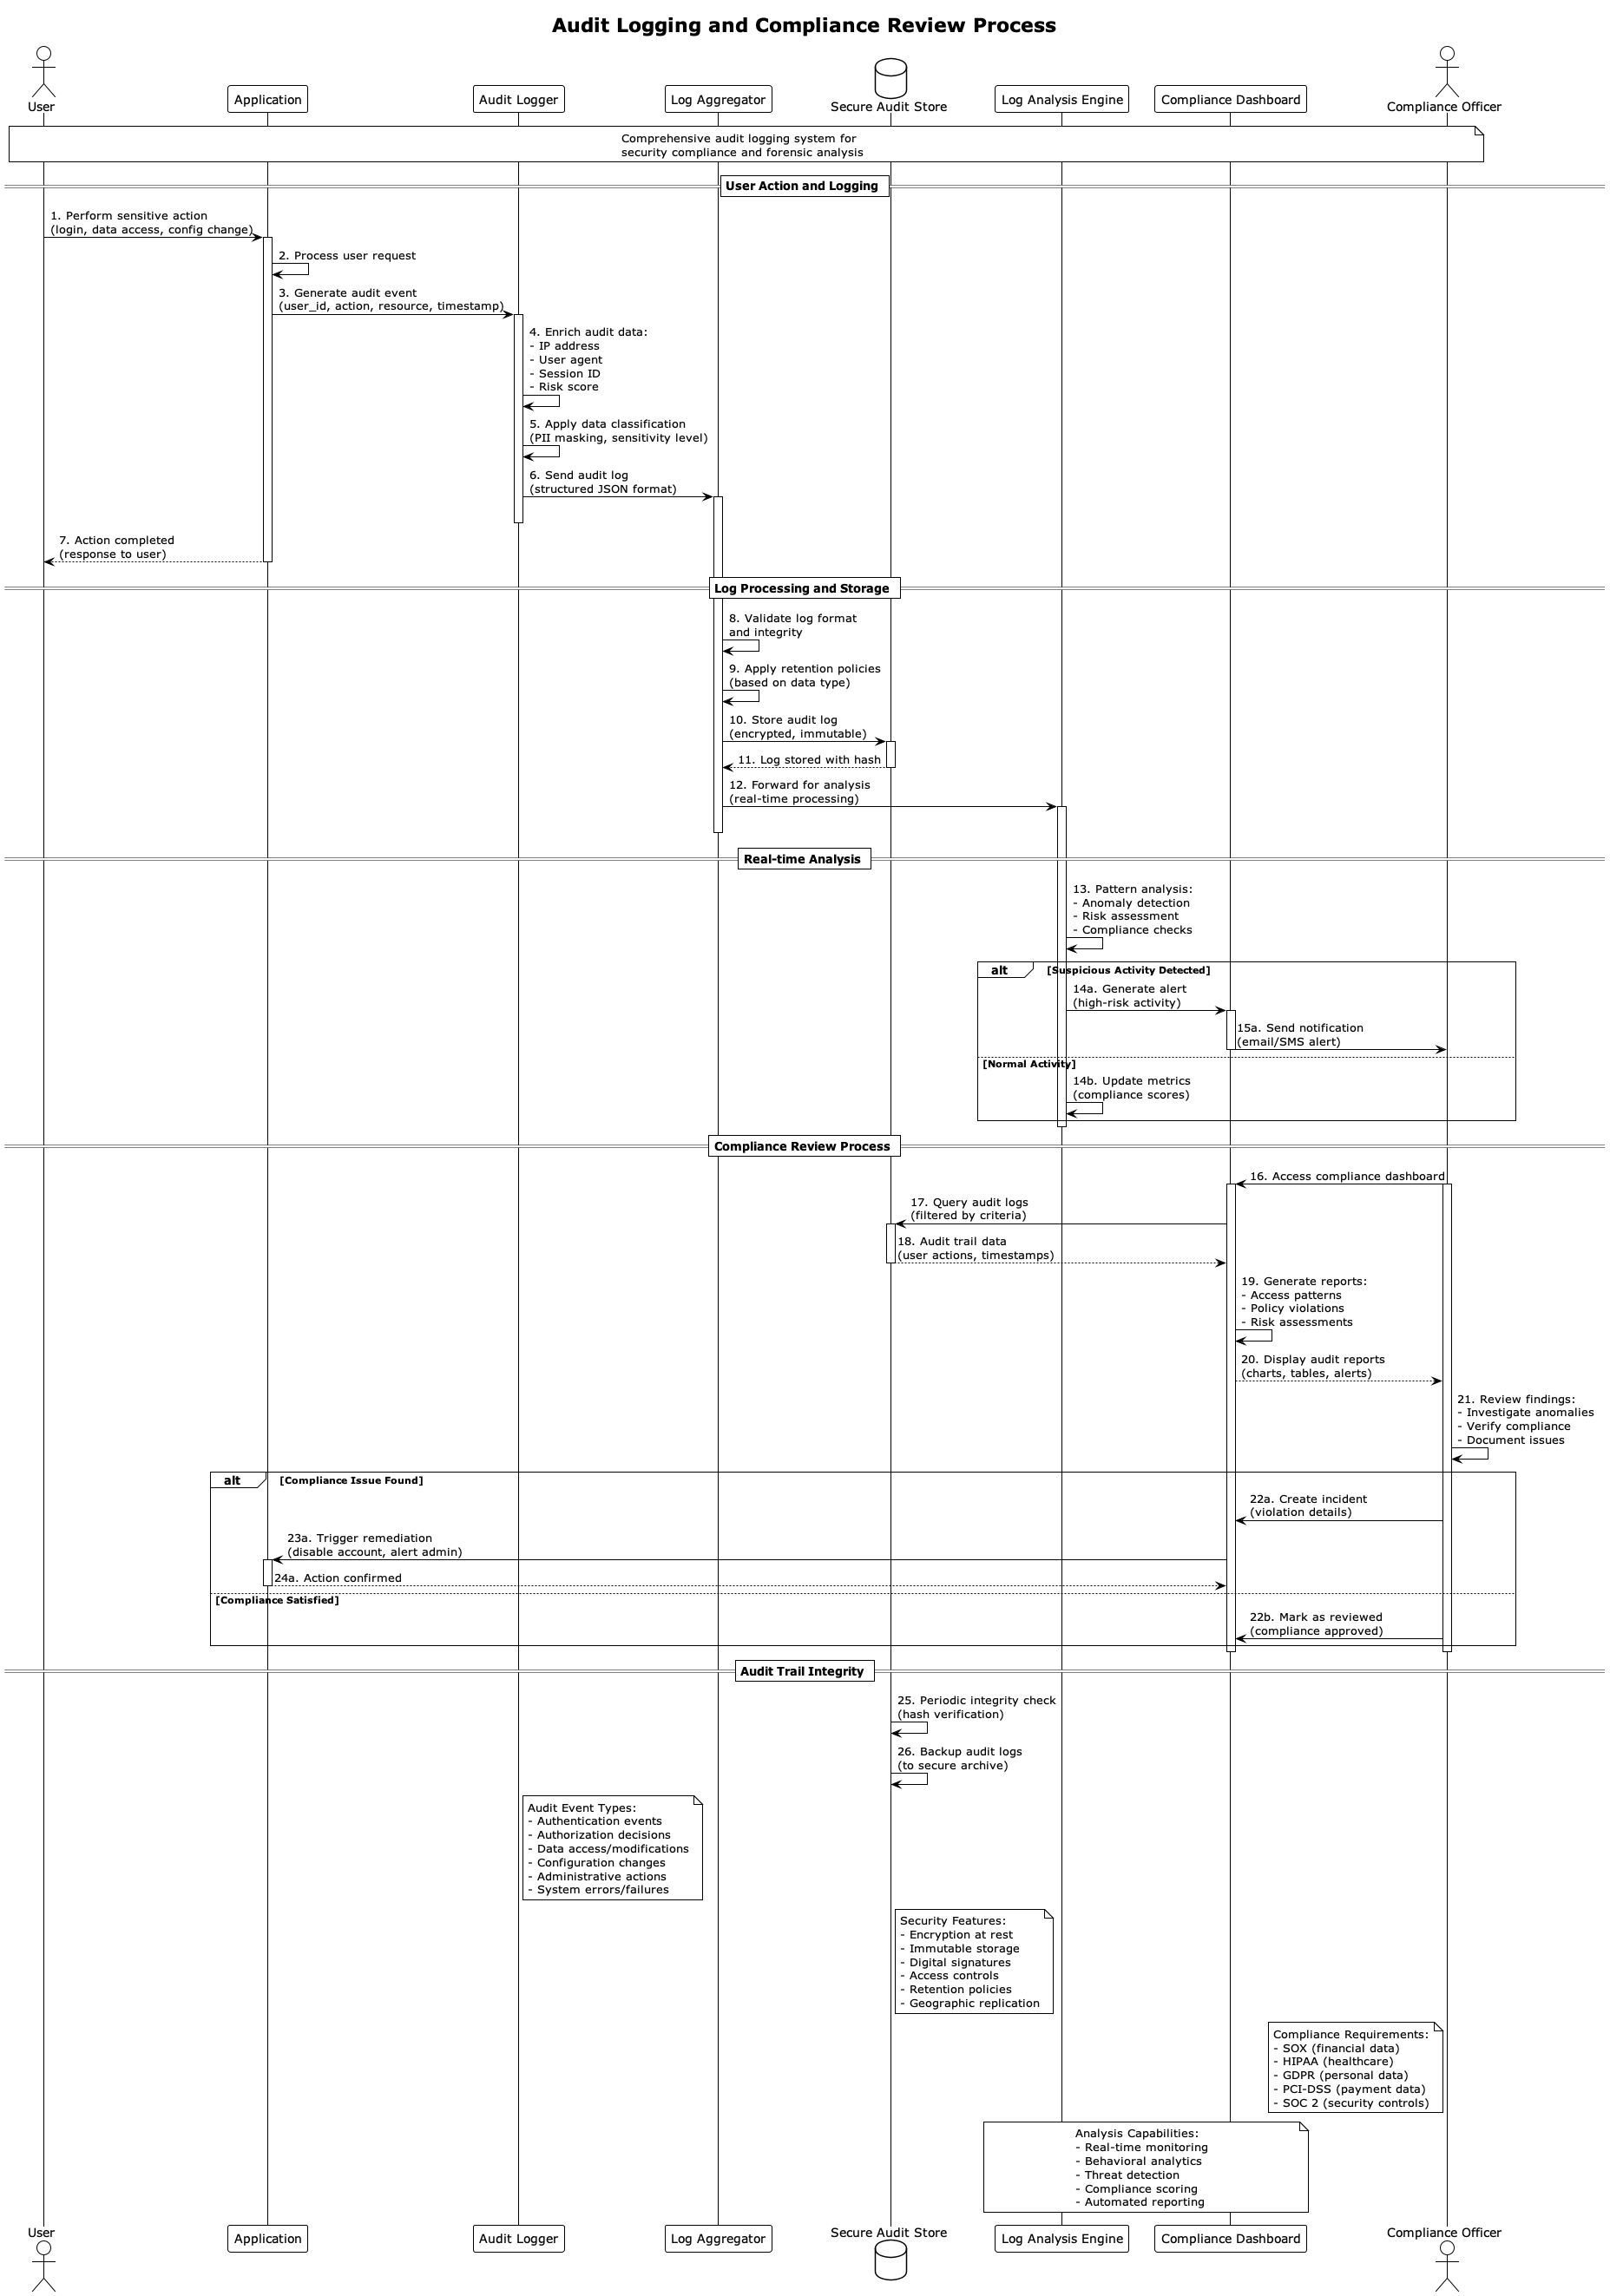 Audit Logging and Compliance Review Process
User
Application
Audit Logger
Log Aggregator
Secure Audit Store
Log Analysis Engine
Compliance Dashboard
Compliance Officer
Comprehensive audit logging system for
security compliance and forensic analysis
User Action and Logging
1. Perform sensitive action
(login, data access, config change)
2. Process user request
3. Generate audit event
(user_id, action, resource, timestamp)
4. Enrich audit data:
- IP address
- User agent
- Session ID
- Risk score
5. Apply data classification
(PII masking, sensitivity level)
6. Send audit log
(structured JSON format)
7. Action completed
(response to user)
Log Processing and Storage
8. Validate log format
and integrity
9. Apply retention policies
(based on data type)
10. Store audit log
(encrypted, immutable)
11. Log stored with hash
12. Forward for analysis
(real-time processing)
Real-time Analysis
13. Pattern analysis:
- Anomaly detection
- Risk assessment
- Compliance checks
alt
[Suspicious Activity Detected]
14a. Generate alert
(high-risk activity)
15a. Send notification
(email/SMS alert)
[Normal Activity]
14b. Update metrics
(compliance scores)
Compliance Review Process
16. Access compliance dashboard
17. Query audit logs
(filtered by criteria)
18. Audit trail data
(user actions, timestamps)
19. Generate reports:
- Access patterns
- Policy violations
- Risk assessments
20. Display audit reports
(charts, tables, alerts)
21. Review findings:
- Investigate anomalies
- Verify compliance
- Document issues
alt
[Compliance Issue Found]
22a. Create incident
(violation details)
23a. Trigger remediation
(disable account, alert admin)
24a. Action confirmed
[Compliance Satisfied]
22b. Mark as reviewed
(compliance approved)
Audit Trail Integrity
25. Periodic integrity check
(hash verification)
26. Backup audit logs
(to secure archive)
Audit Event Types:
- Authentication events
- Authorization decisions
- Data access/modifications
- Configuration changes
- Administrative actions
- System errors/failures
Security Features:
- Encryption at rest
- Immutable storage
- Digital signatures
- Access controls
- Retention policies
- Geographic replication
Compliance Requirements:
- SOX (financial data)
- HIPAA (healthcare)
- GDPR (personal data)
- PCI-DSS (payment data)
- SOC 2 (security controls)
Analysis Capabilities:
- Real-time monitoring
- Behavioral analytics
- Threat detection
- Compliance scoring
- Automated reporting
User
Application
Audit Logger
Log Aggregator
Secure Audit Store
Log Analysis Engine
Compliance Dashboard
Compliance Officer